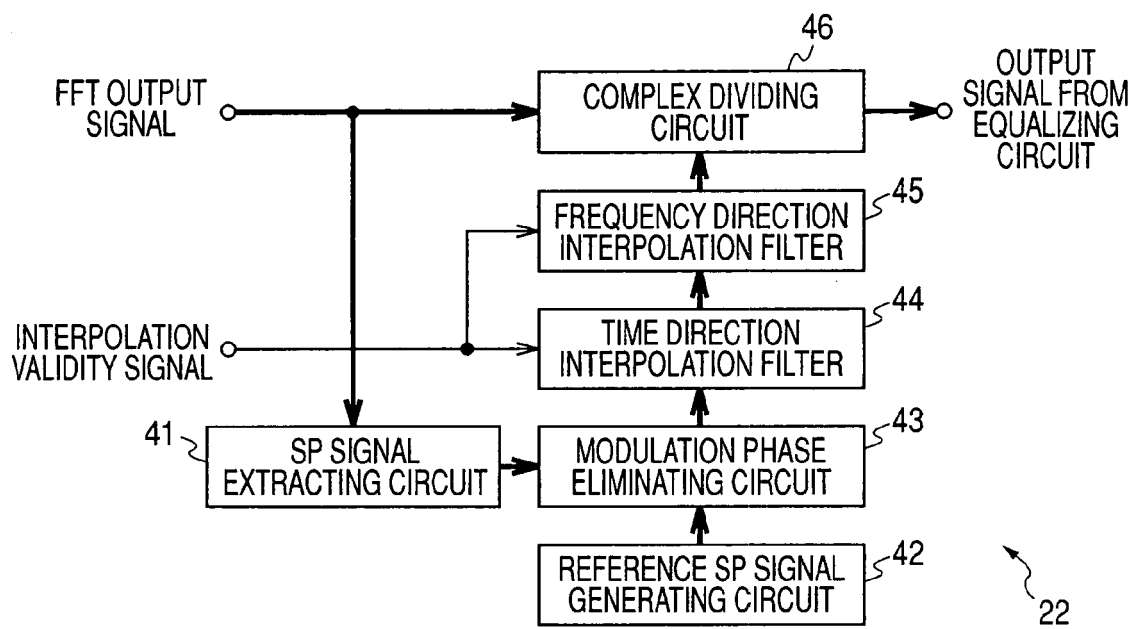 46
FFT OUTPUT
SIGNAL
COMPLEX DIVIDING
CIRCUIT
OUTPUT
SIGNAL FROM
EQUALIZING
CIRCUIT
45
FREQUENCY DIRECTION
INTERPOLATION FILTER
44
INTERPOLATION
VALIDITY SIGNAL
TIME DIRECTION
INTERPOLATION FILTER
41
SP SIGNAL
EXTRACTING CIRCUIT
43
MODULATION PHASE
ELIMINATING CIRCUIT
42
REFERENCE SP SIGNAL
GENERATING CIRCUIT
22